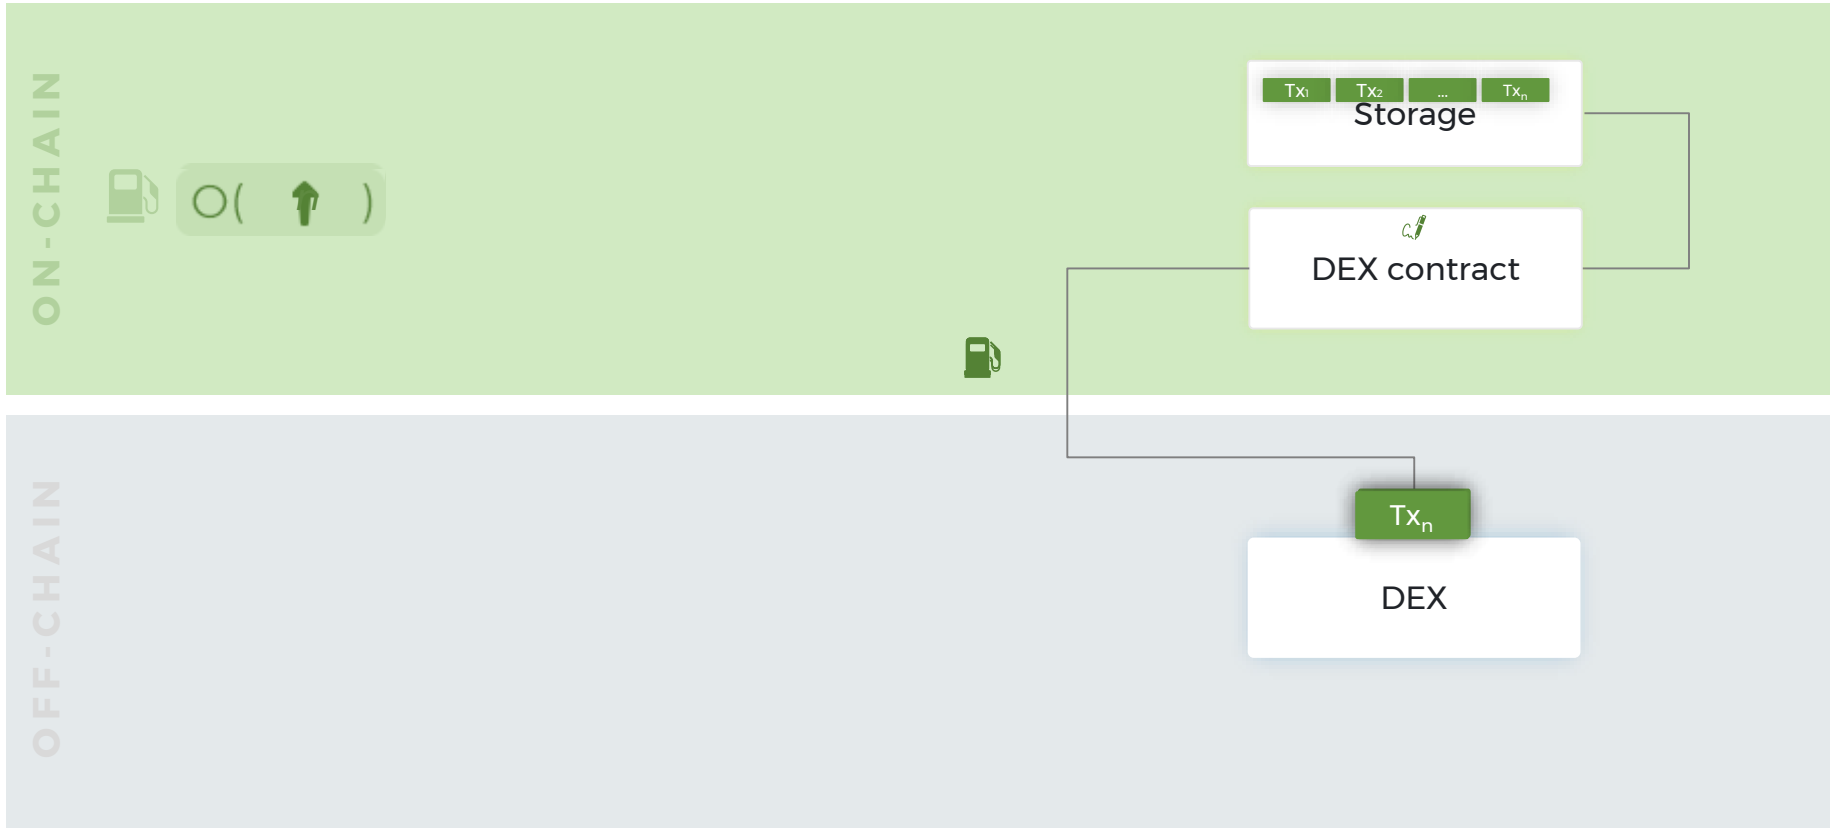 ON-CHAIN
Tx1 Tx2 ... Txn
Storage
O( )
DEX contract
OFF-CHAIN
Txn
DEX